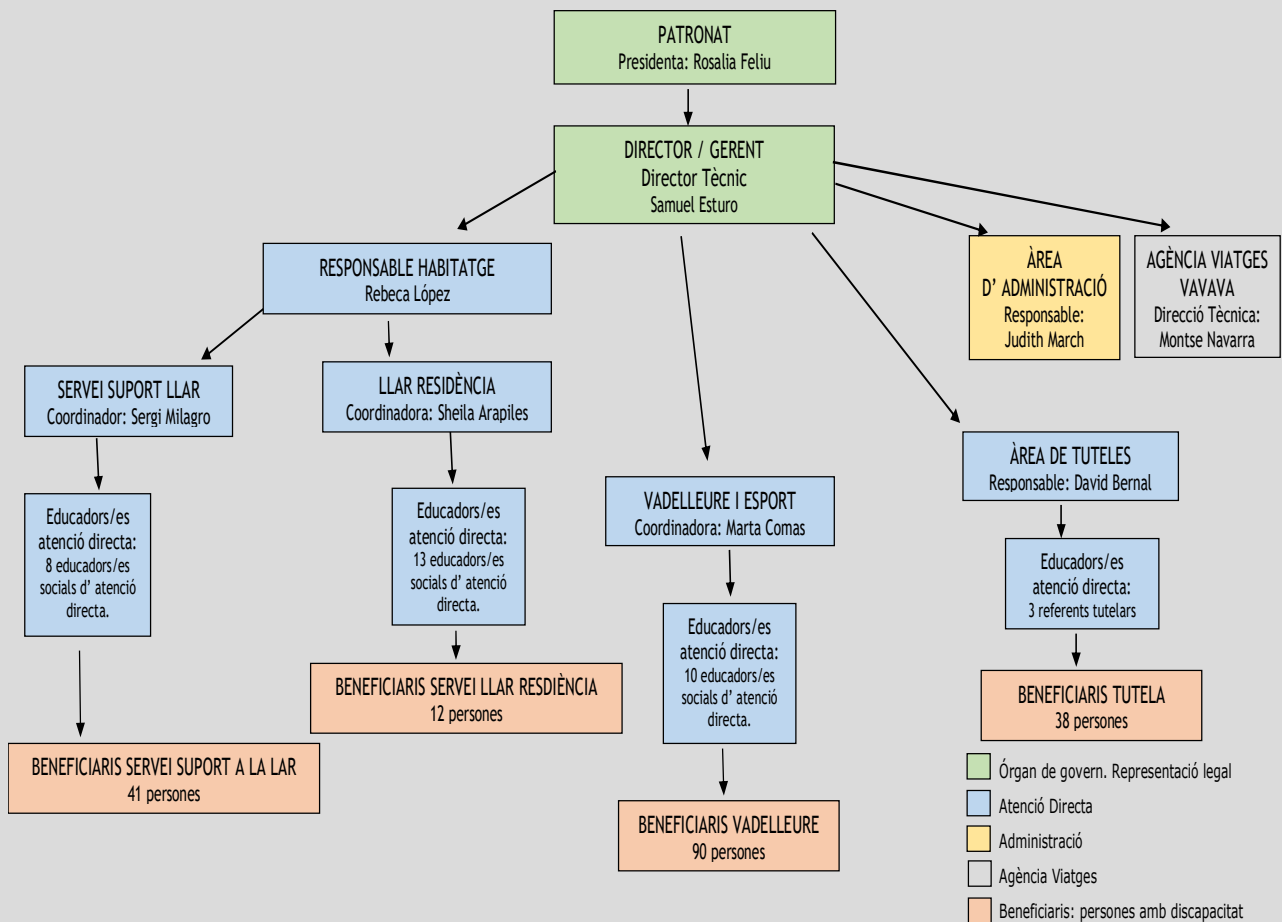 PATRONAT
Presidenta: Rosalia Feliu
DIRECTOR / GERENT
Director Tècnic
Samuel Esturo
RESPONSABLE HABITATGE
Rebeca López
ÀREA
D' ADMINISTRACIÓ
Responsable:
Judith March
AGÈNCIA VIATGES
VAVAVA
Direcció Tècnica:
Montse Navarra
SERVEI SUPORT LLAR
Coordinador: Sergi Milagro
LLAR RESIDÈNCIA
Coordinadora: Sheila Arapiles
VADELLEURE I ESPORT
Coordinadora: Marta Comas
ÀREA DE TUTELES
Responsable: David Bernal
Educadors/es
atenció directa:
8 educadors/es
socials d' atenció
directa.
Educadors/es
atenció directa:
13 educadors/es
socials d' atenció
directa.
Educadors/es
atenció directa:
10 educadors/es
socials d' atenció
directa.
Educadors/es
atenció directa:
3 referents tutelars
BENEFICIARIS SERVEI SUPORT A LA LAR
41 persones
BENEFICIARIS SERVEI LLAR RESDIÈNCIA
12 persones
BENEFICIARIS VADELLEURE
90 persones
BENEFICIARIS TUTELA
38 persones
Órgan de govern. Representació legal
Atenció Directa
Administració
Agència Viatges
Beneficiaris: persones amb discapacitat